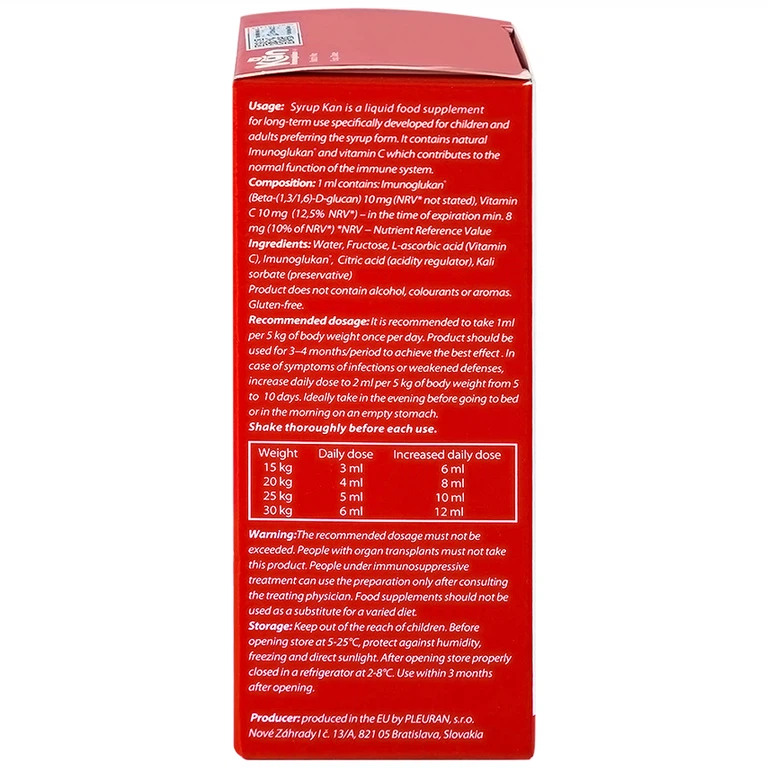 Kan
Usage: Syrup Kan is a liquid food supplement
for long-term use specifically developed for children and
adults preferring the syrup form. It contains natural
Imunoglukan® and vitamin C which contributes to the
normal function of the immune system.
Composition: 1 ml contains: Imunoglukan®
(Beta-(1,3/1,6)-D-glucan) 10 mg (NRV* not stated), Vitamin
C 10 mg (12,5% NRV*) – in the time of expiration min. 8
mg (10% of NRV*) *NRV – Nutrient Reference Value
Ingredients: Water, Fructose, L-ascorbic acid (Vitamin
C), Imunoglukan®, Citric acid (acidity regulator), Kali
sorbate (preservative)
Product does not contain alcohol, colourants or aromas.
Gluten-free.
Recommended dosage: It is recommended to take 1ml
per 5 kg of body weight once per day. Product should be
used for 3–4 months/period to achieve the best effect . In
case of symptoms of infections or weakened defenses,
increase daily dose to 2 ml per 5 kg of body weight from 5
to 10 days. Ideally take in the evening before going to bed
or in the morning on an empty stomach.
Shake thoroughly before each use.
Weight Daily dose Increased daily dose
15 kg 3 ml 6 ml
20 kg 4 ml 8 ml
25 kg 5 ml 10 ml
30 kg 6 ml 12 ml
Warning:The recommended dosage must not be
exceeded. People with organ transplants must not take
this product. People under immunosuppressive
treatment can use the preparation only after consulting
the treating physician. Food supplements should not be
used as a substitute for a varied diet.
Storage: Keep out of the reach of children. Before
opening store at 5-25°C, protect against humidity,
freezing and direct sunlight. After opening store properly
closed in a refrigerator at 2-8°C. Use within 3 months
after opening.
Producer: produced in the EU by PLEURAN, s.r.o.
Nové Záhrady I č. 13/A, 821 05 Bratislava, Slovakia